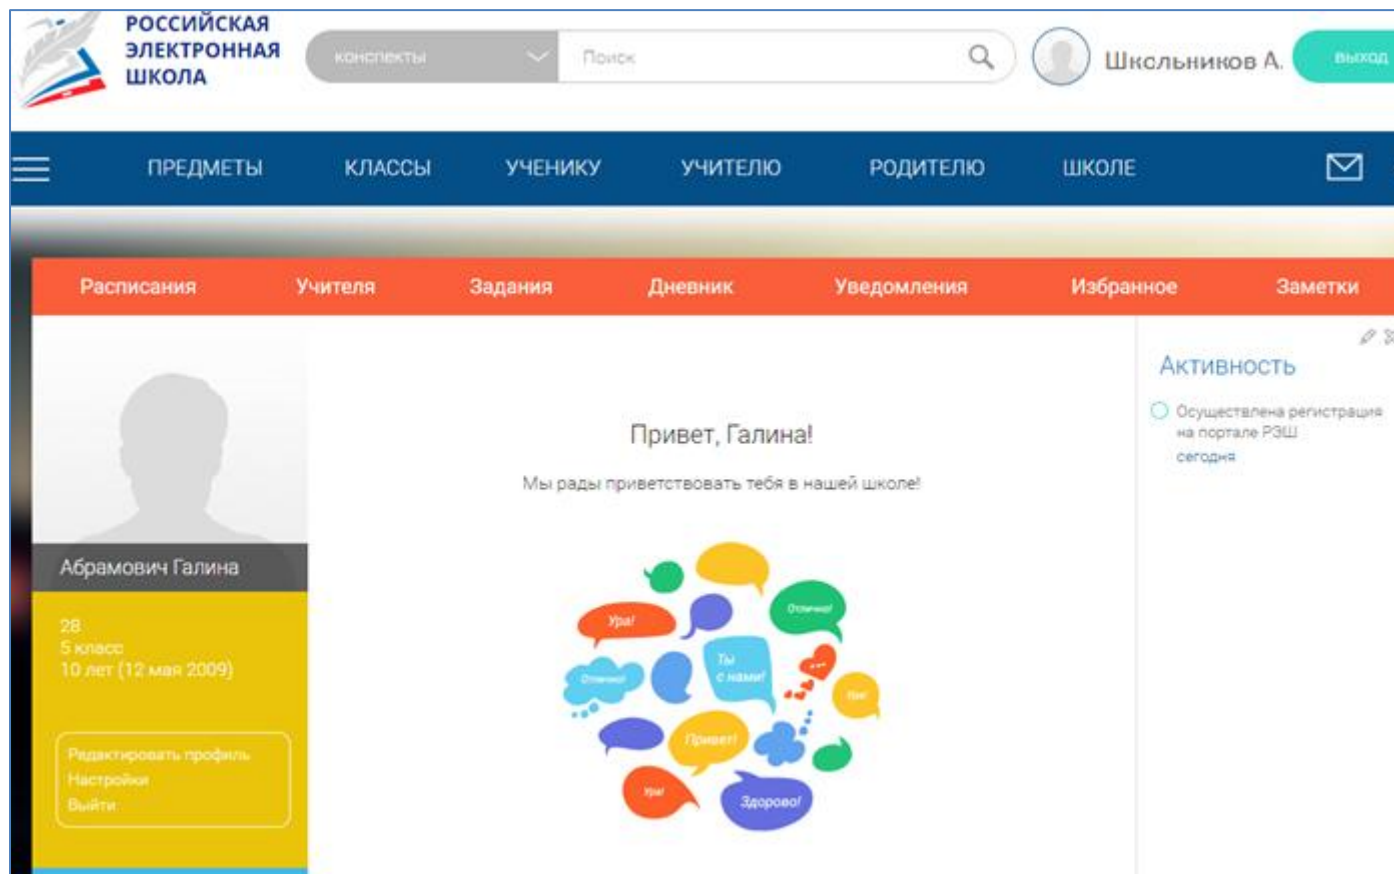 РОССИЙСКАЯ
ЭЛЕКТРОННАЯ
ШКОЛА
конспекты
Поиск
Школьников А.
выход
ПРЕДМЕТЫ КЛАССЫ УЧЕНИКУ УЧИТЕЛЮ РОДИТЕЛЮ ШКОЛЕ
Расписания Учителя Задания Дневник Уведомления Избранное Заметки
Абрамович Галина
28
5 класс
10 лет (12 мая 2009)
Редактировать профиль
Настройки
Выйти
Привет, Галина!
Мы рады приветствовать тебя в нашей школе!
Отлично!
Ура!
Ты
с нами!
Отлично!
Привет!
Ура!
Здорово!
Активность
Осуществлена регистрация
на портале РЭШ
сегодня